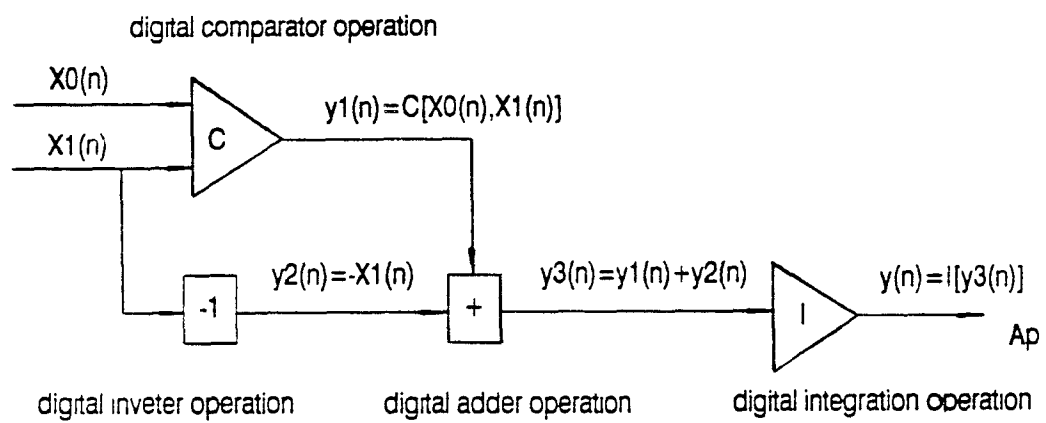 digital comparator operation
X0(n)
y1(n)=C[X0(n),X1(n)]
C
X1(n)
y2(n)=-X1(n)
y3(n)=y1(n)+y2(n)
y(n)=I[y3(n)]
-1
+
I
Ap
digital inveter operation
digital adder operation
digital integration operation